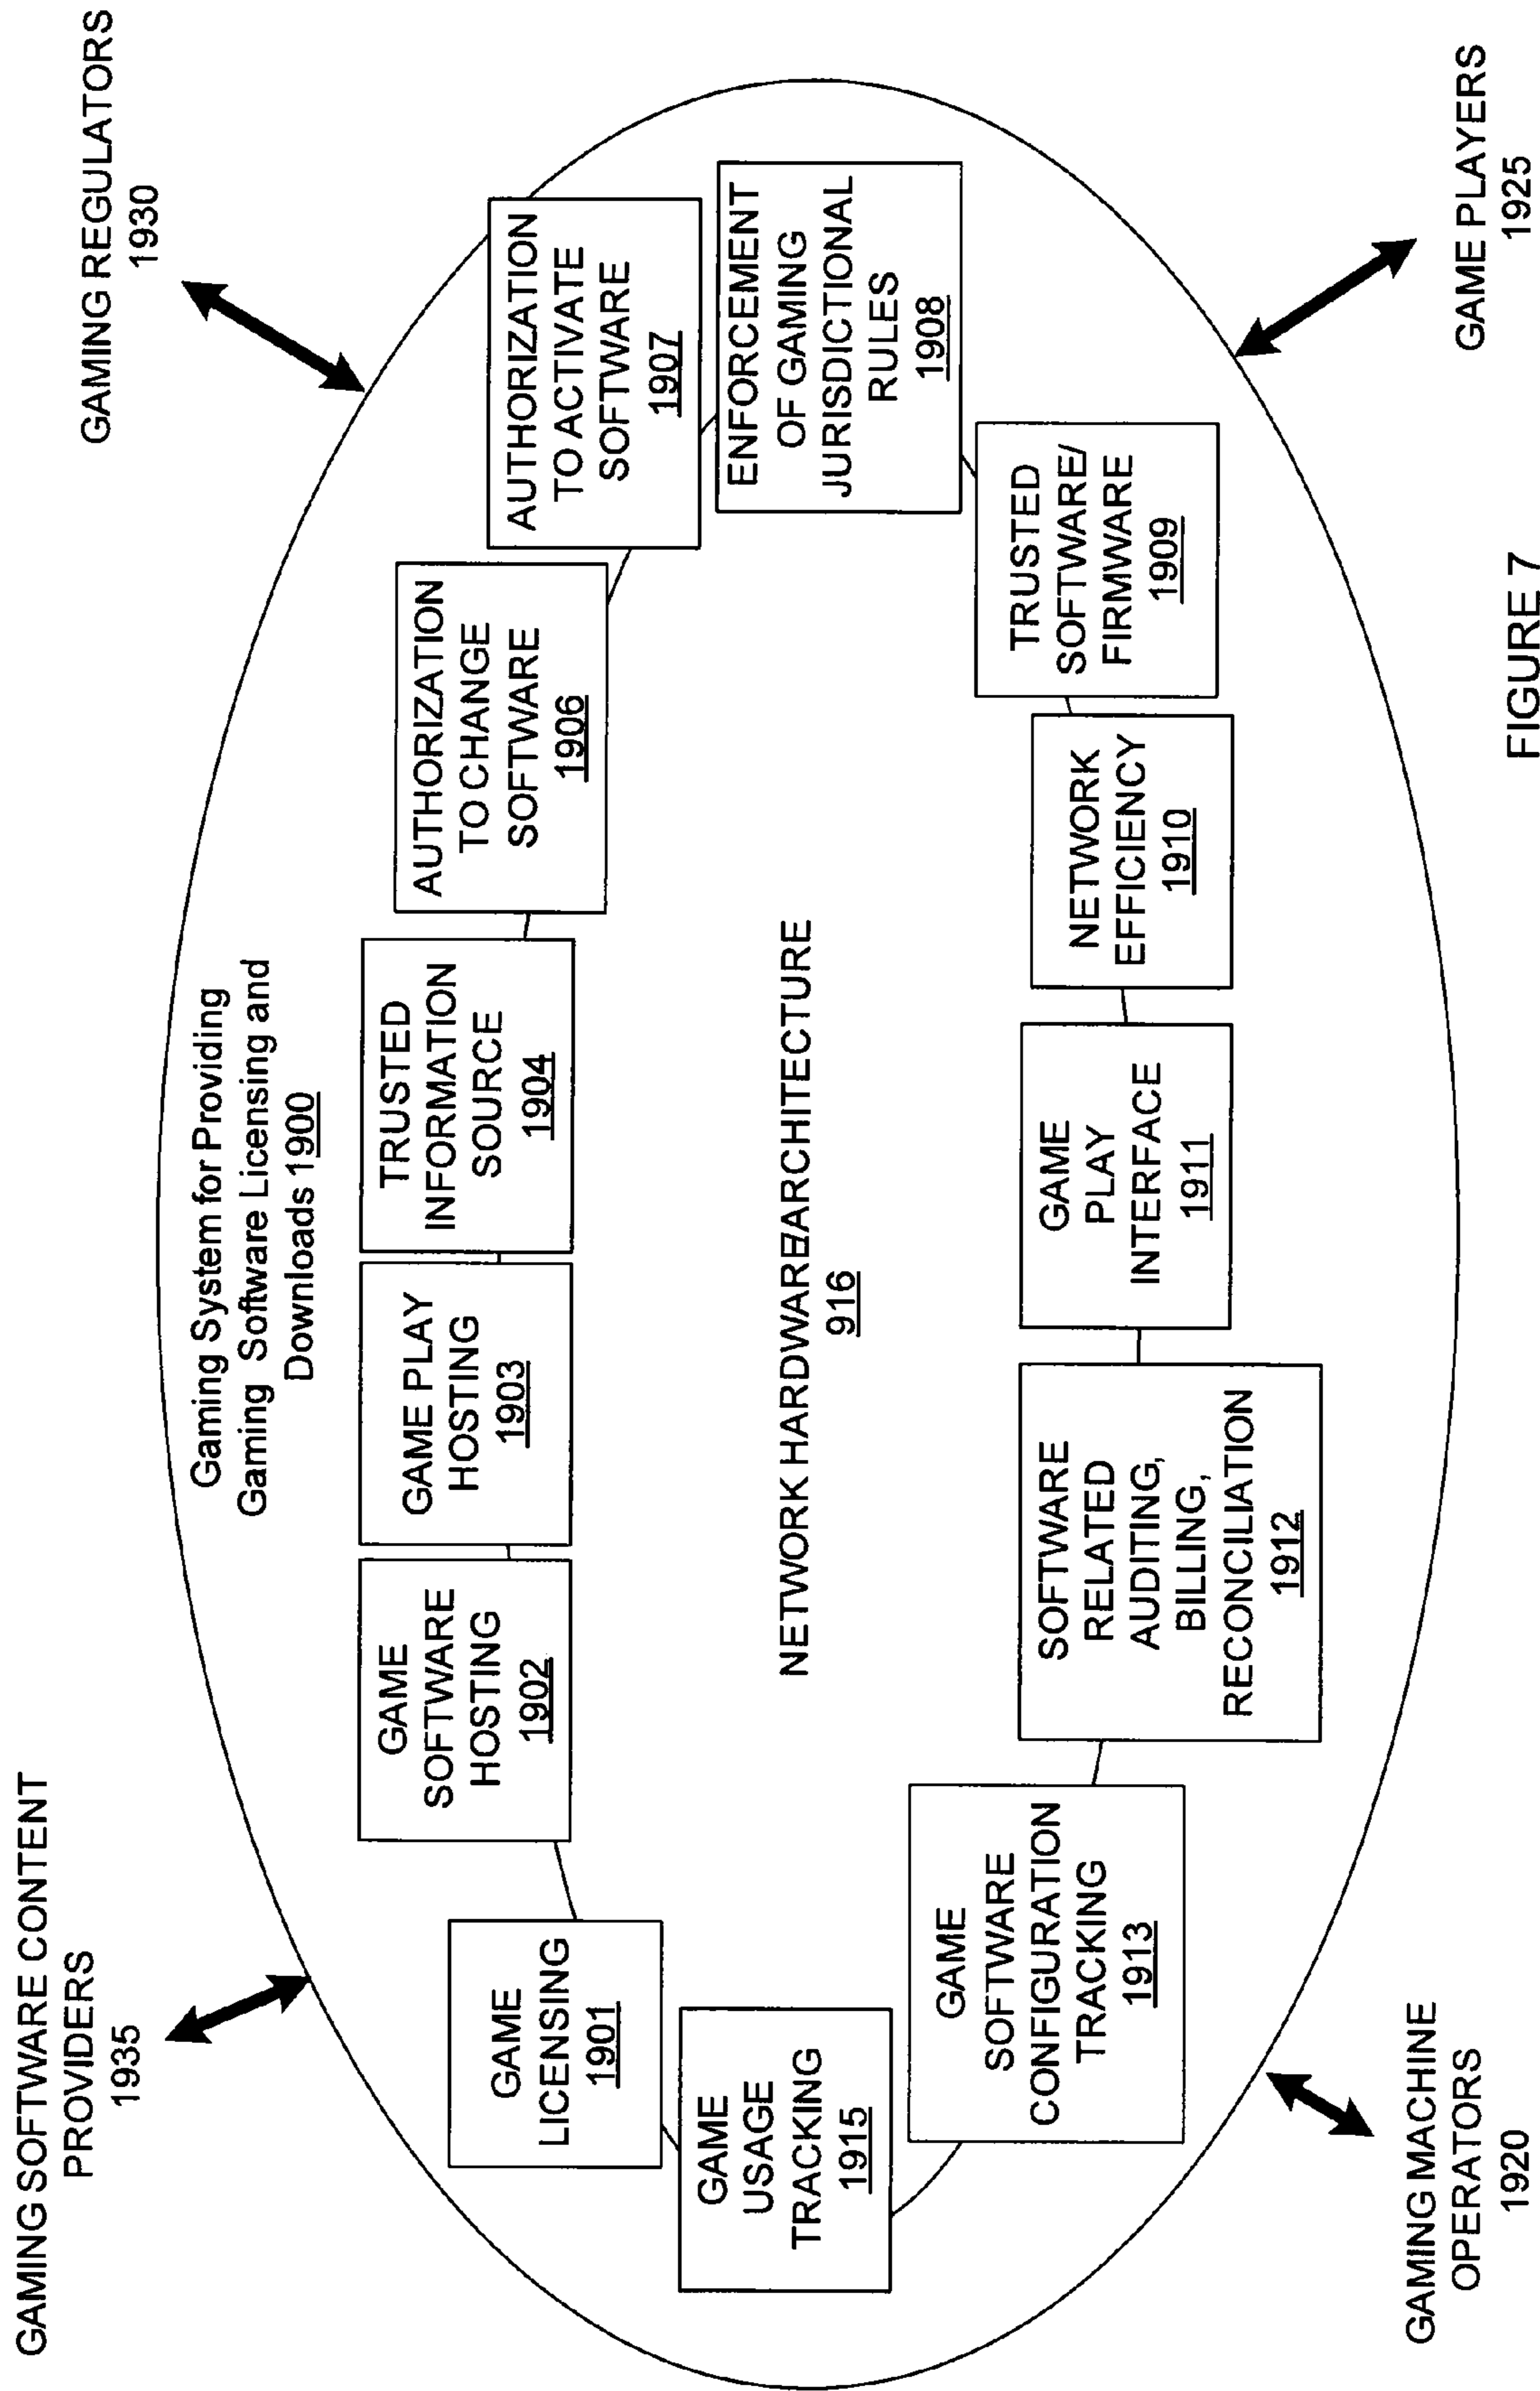 GAMING SOFTWARE CONTENT
PROVIDERS
1935
GAMING REGULATORS
1930
Gaming System for Providing
Gaming Software Licensing and
Downloads 1900
GAME
LICENSING
1901
GAME
SOFTWARE
HOSTING
1902
GAME PLAY
HOSTING
1903
TRUSTED
INFORMATION
SOURCE
1904
AUTHORIZATION
TO CHANGE
SOFTWARE
1906
AUTHORIZATION
TO ACTIVATE
SOFTWARE
1907
GAME
USAGE
TRACKING
1915
NETWORK HARDWARE/ARCHITECTURE
916
ENFORCEMENT
OF GAMING
JURISDICTIONAL
RULES
1908
GAME
SOFTWARE
CONFIGURATION
TRACKING
1913
SOFTWARE
RELATED
AUDITING,
BILLING,
RECONCILIATION
1912
GAME
PLAY
INTERFACE
1911
NETWORK
EFFICIENCY
1910
TRUSTED
SOFTWARE/
FIRMWARE
1909
GAMING MACHINE
OPERATORS
1920
GAME PLAYERS
1925
FIGURE 7